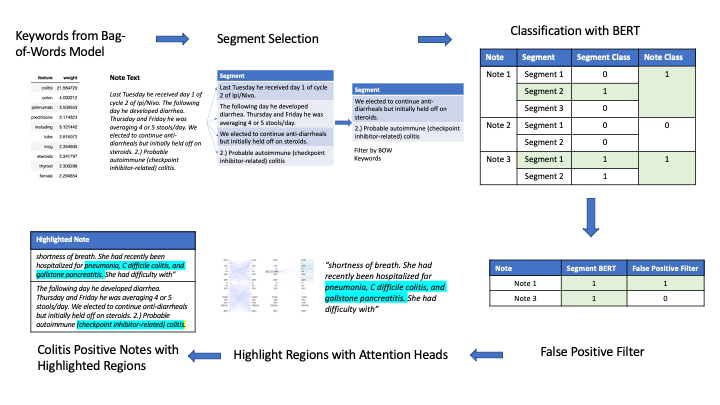 Keywords from Bag-
of-Words Model
Segment Selection
Classification with BERT
feature weight
colitis 21.564729
colon 4.000212
ipilimumab 3.508553
prednisone 3.174823
including 3.121442
lube 2.816072
mcg 2.344605
steroids 2.341797
thyroid 2.309296
female 2.294854
Note Text
Last Tuesday he received day 1 of
cycle 2 of Ipi/Nivo. The following
day he developed diarrhea.
Thursday and Friday he was
averaging 4 or 5 stools/day. We
elected to continue anti-
diarrheals but initially held off on
steroids. 2.) Probable
autoimmune (checkpoint
inhibitor-related) colitis.
Segment
Last Tuesday he received day 1 of cycle
2 of Ipi/Nivo.
The following day he developed
diarrhea. Thursday and Friday he was
averaging 4 or 5 stools/day.
We elected to continue anti-diarrheals
but initially held off on steroids.
2.) Probable autoimmune (checkpoint
inhibitor-related) colitis
Segment
We elected to continue anti-
diarrheals but initially held off on
steroids.
2.) Probable autoimmune (checkpoint
inhibitor-related) colitis
Filter by BOW
Keywords
Note Segment Segment Class Note Class
Note 1 Segment 1 0 1
Segment 2 1
Segment 3 0
Note 2 Segment 1 0 0
Segment 2 0
Note 3 Segment 1 1 1
Segment 2 1
Highlighted Note
shortness of breath. She had recently been
hospitalized for pneumonia, C difficile colitis, and
gallstone pancreatitis. She had difficulty with”
The following day he developed diarrhea.
Thursday and Friday he was averaging 4 or 5
stools/day. We elected to continue anti-diarrheals
but initially held off on steroids. 2.) Probable
autoimmune (checkpoint inhibitor-related) colitis.
“shortness of breath. She had
recently been hospitalized for
pneumonia, C difficile colitis, and
gallstone pancreatitis. She had
difficulty with”
Note Segment BERT False Positive Filter
Note 1 1 1
Note 3 1 0
Colitis Positive Notes with
Highlighted Regions
Highlight Regions with Attention Heads
False Positive Filter